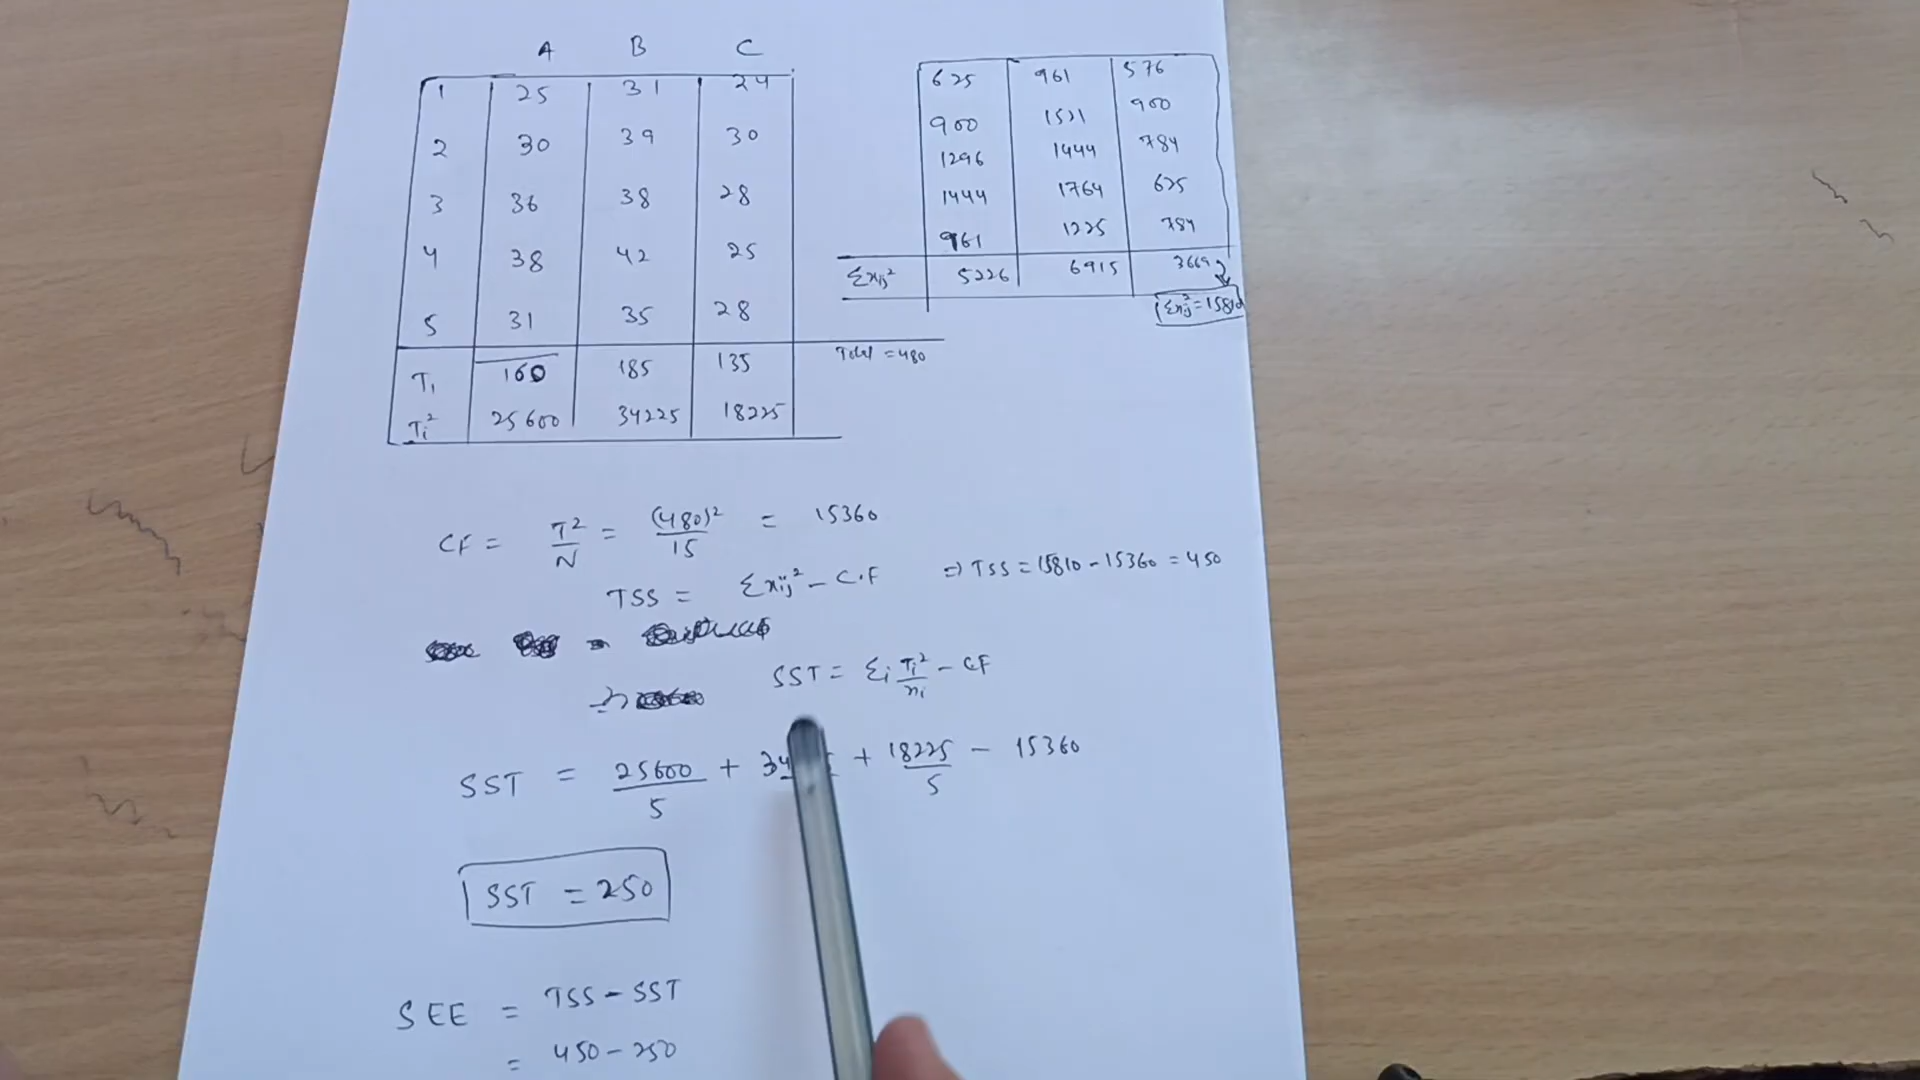 A B C
1 25 31 24
2 30 39 30
3 36 38 28
4 38 42 25
5 31 35 28
T₁ 160 185 135 Total = 480
Tᵢ² 25600 34225 18225
625 961 576
900 1521 900
1296 1444 784
1444 1764 625
961 1225 784
Σxᵢⱼ² 5226 6915 3669
Σxᵢⱼ² = 15810
CF = T²/N = (480)²/15 = 15360
TSS = Σxᵢⱼ² - C.F ⇒ TSS = 15810 - 15360 = 450
SST = Σᵢ Tᵢ²/nᵢ - CF
SST = 25600/5 + 34 + 18225/5 - 15360
SST = 250
SEE = TSS - SST
= 450 - 250